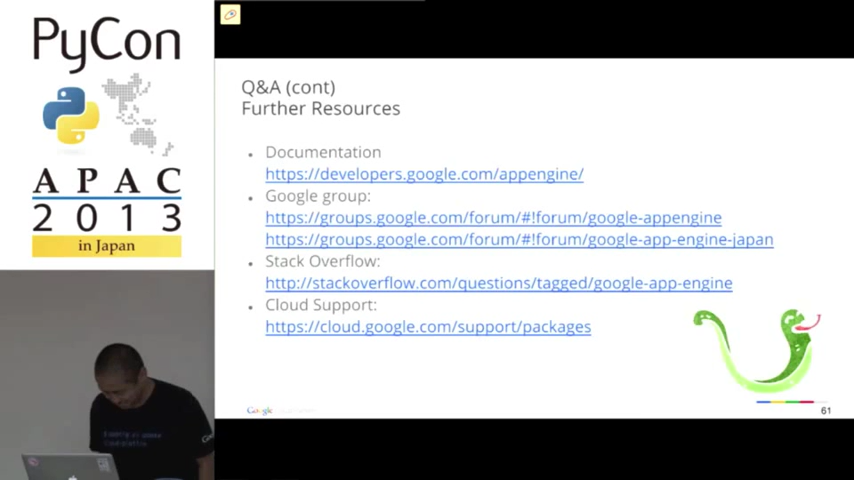 PyCon
APAC
2013
in Japan
Q&A (cont)
Further Resources
Documentation
https://developers.google.com/appengine/
Google group:
https://groups.google.com/forum/#!forum/google-appengine
https://groups.google.com/forum/#!forum/google-app-engine-japan
Stack Overflow:
http://stackoverflow.com/questions/tagged/google-app-engine
Cloud Support:
https://cloud.google.com/support/packages
Google
61